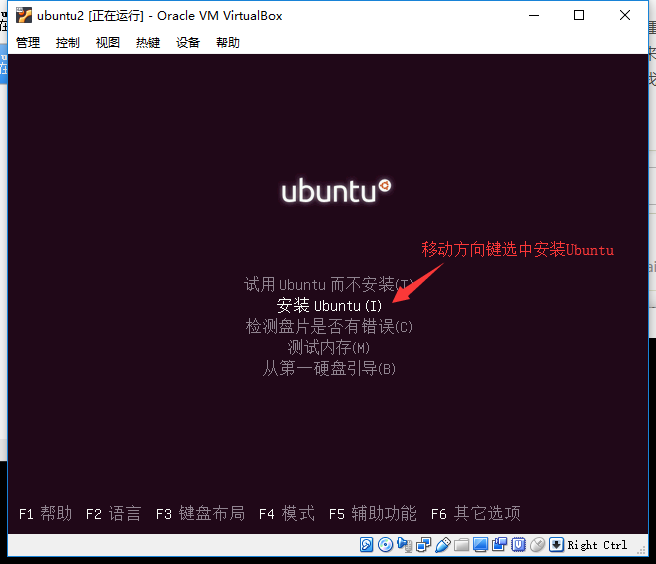 ubuntu2 [正在运行] - Oracle VM VirtualBox
管理 控制 视图 热键 设备 帮助
ubuntu
移动方向键选中安装Ubuntu
试用 Ubuntu 而不安装(T)
安装 Ubuntu (I)
检测盘片是否有错误(C)
测试内存(M)
从第一硬盘引导(B)
F1 帮助 F2 语言 F3 键盘布局 F4 模式 F5 辅助功能 F6 其它选项
Right Ctrl